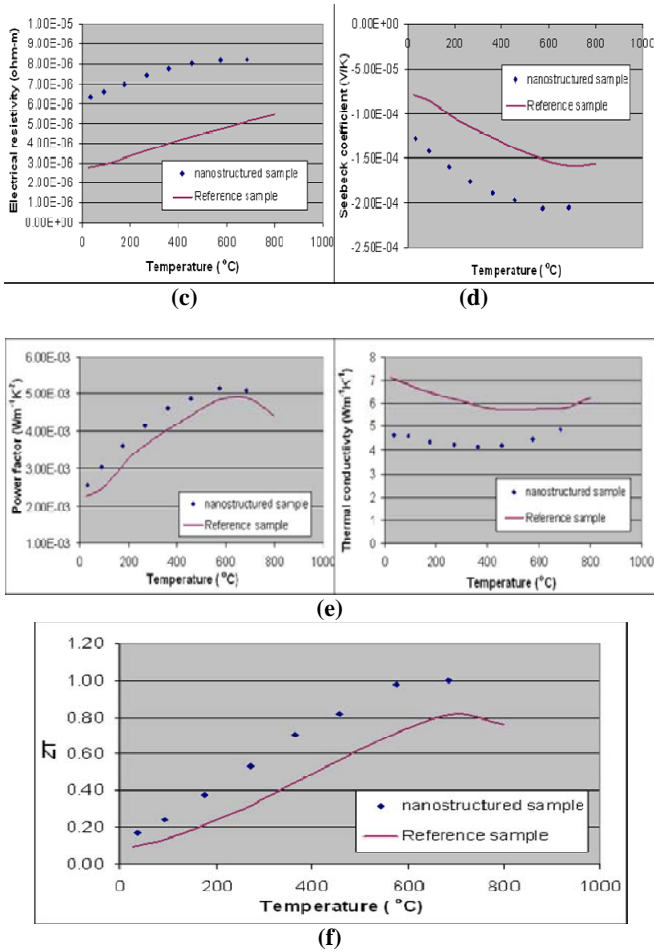 1.00E-05
9.00E-06
8.00E-06
7.00E-06
6.00E-06
5.00E-06
4.00E-06
3.00E-06
2.00E-06
1.00E-06
0.00E+00
Electrical resistivity (ohm-m)
nanostructured sample
Reference sample
0 200 400 600 800 1000
Temperature (°C)
(c)
0.00E+00
-5.00E-05
-1.00E-04
-1.50E-04
-2.00E-04
-2.50E-04
Seebeck coefficient (V/K)
0 200 400 600 800 1000
nanostructured sample
Reference sample
Temperature (°C)
(d)
6.00E-03
5.00E-03
4.00E-03
3.00E-03
2.00E-03
1.00E-03
Power factor (Wm⁻¹K⁻²)
nanostructured sample
Reference sample
0 200 400 600 800 1000
Temperature (°C)
8
7
6
5
4
3
2
1
0
Thermal conductiivty (Wm⁻¹K⁻¹)
nanostructured sample
Reference sample
0 200 400 600 800 1000
Temperature (°C)
(e)
1.20
1.00
0.80
0.60
0.40
0.20
0.00
ZT
nanostructured sample
Reference sample
0 200 400 600 800 1000
Temperature (°C)
(f)